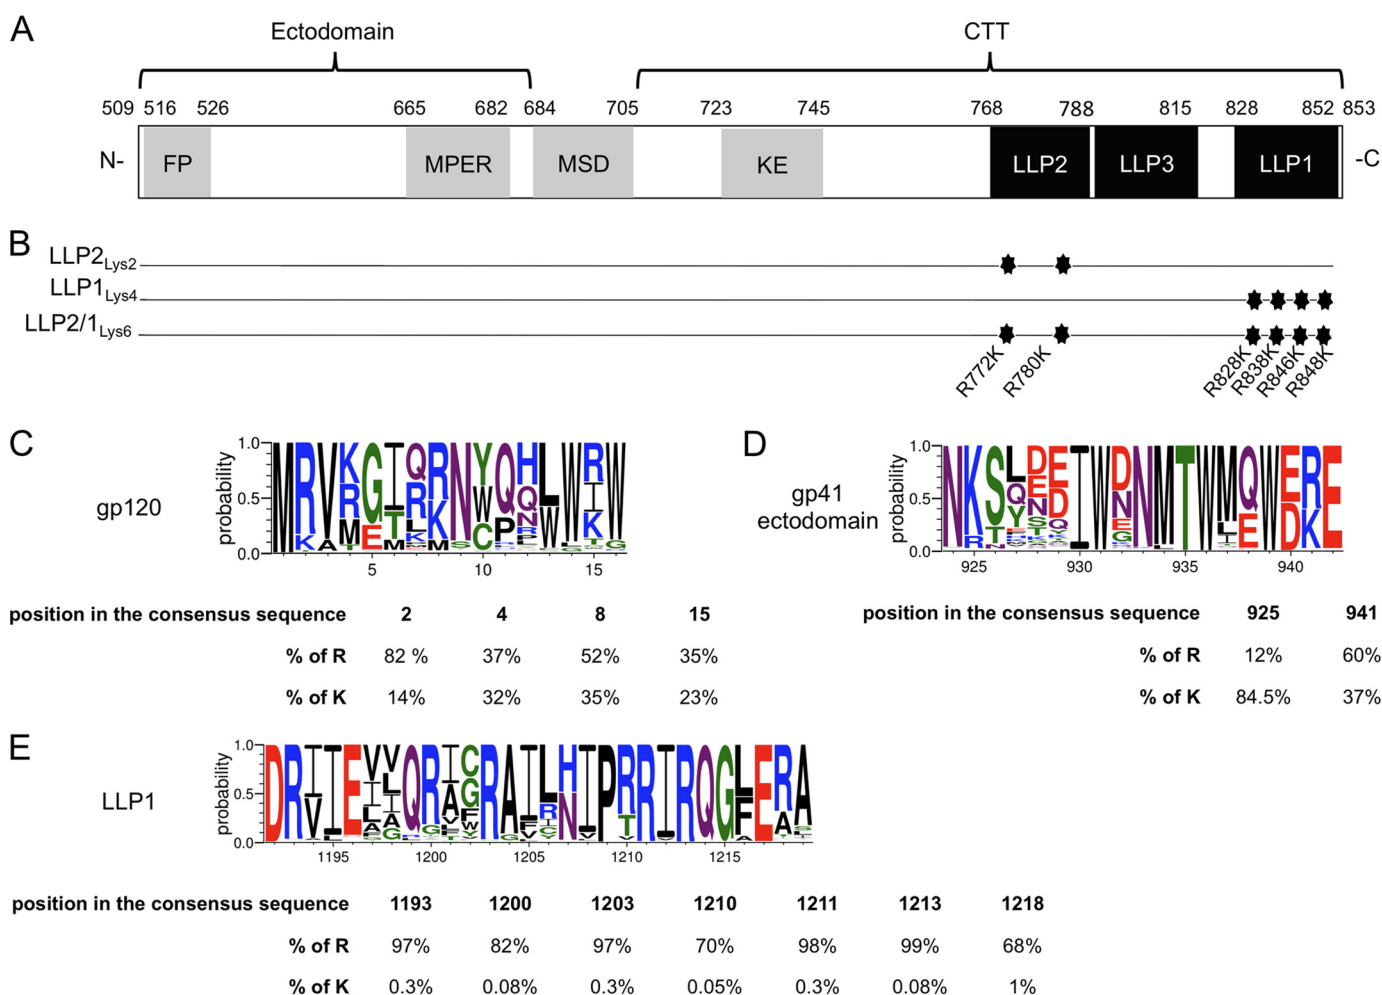 A
Ectodomain CTT
509 516 526 665 682 684 705 723 745 768 788 815 828 852 853
N- FP MPER MSD KE LLP2 LLP3 LLP1 -C
B
LLP2Lys2
LLP1Lys4
LLP2/1Lys6
R772K R780K R828K R838K R846K R848K
C
gp120
probability
1.0
0.5
0.0
5 10 15
position in the consensus sequence 2 4 8 15
% of R 82 % 37% 52% 35%
% of K 14% 32% 35% 23%
D
gp41
ectodomain
probability
1.0
0.5
0.0
925 930 935 940
position in the consensus sequence 925 941
% of R 12% 60%
% of K 84.5% 37%
E
LLP1
probability
1.0
0.5
0.0
1195 1200 1205 1210 1215
position in the consensus sequence 1193 1200 1203 1210 1211 1213 1218
% of R 97% 82% 97% 70% 98% 99% 68%
% of K 0.3% 0.08% 0.3% 0.05% 0.3% 0.08% 1%